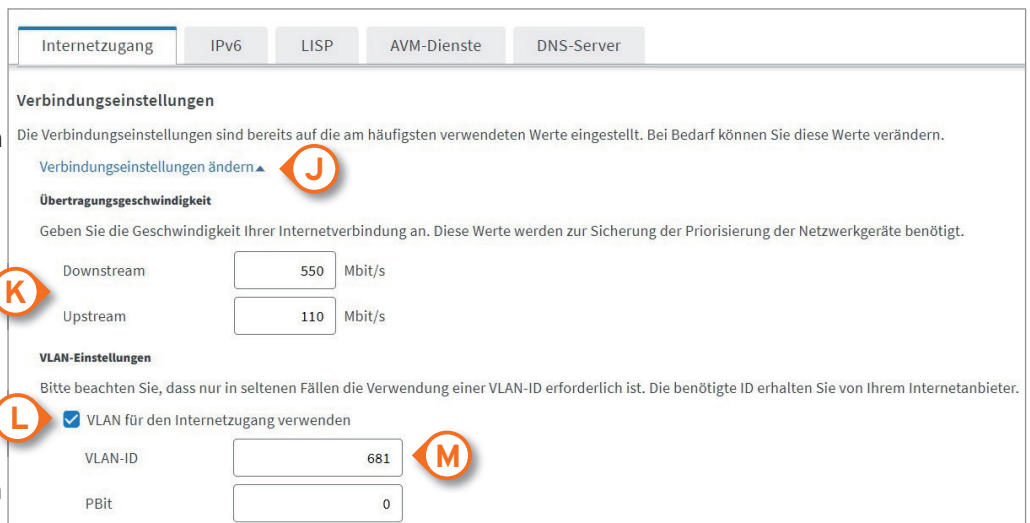 Internetzugang IPv6 LISP AVM-Dienste DNS-Server
Verbindungseinstellungen
Die Verbindungseinstellungen sind bereits auf die am häufigsten verwendeten Werte eingestellt. Bei Bedarf können Sie diese Werte verändern.
Verbindungseinstellungen ändern J
Übertragungsgeschwindigkeit
Geben Sie die Geschwindigkeit Ihrer Internetverbindung an. Diese Werte werden zur Sicherung der Priorisierung der Netzwerkgeräte benötigt.
Downstream 550 Mbit/s
K
Upstream 110 Mbit/s
VLAN-Einstellungen
Bitte beachten Sie, dass nur in seltenen Fällen die Verwendung einer VLAN-ID erforderlich ist. Die benötigte ID erhalten Sie von Ihrem Internetanbieter.
L VLAN für den Internetzugang verwenden
VLAN-ID 681 M
PBit 0